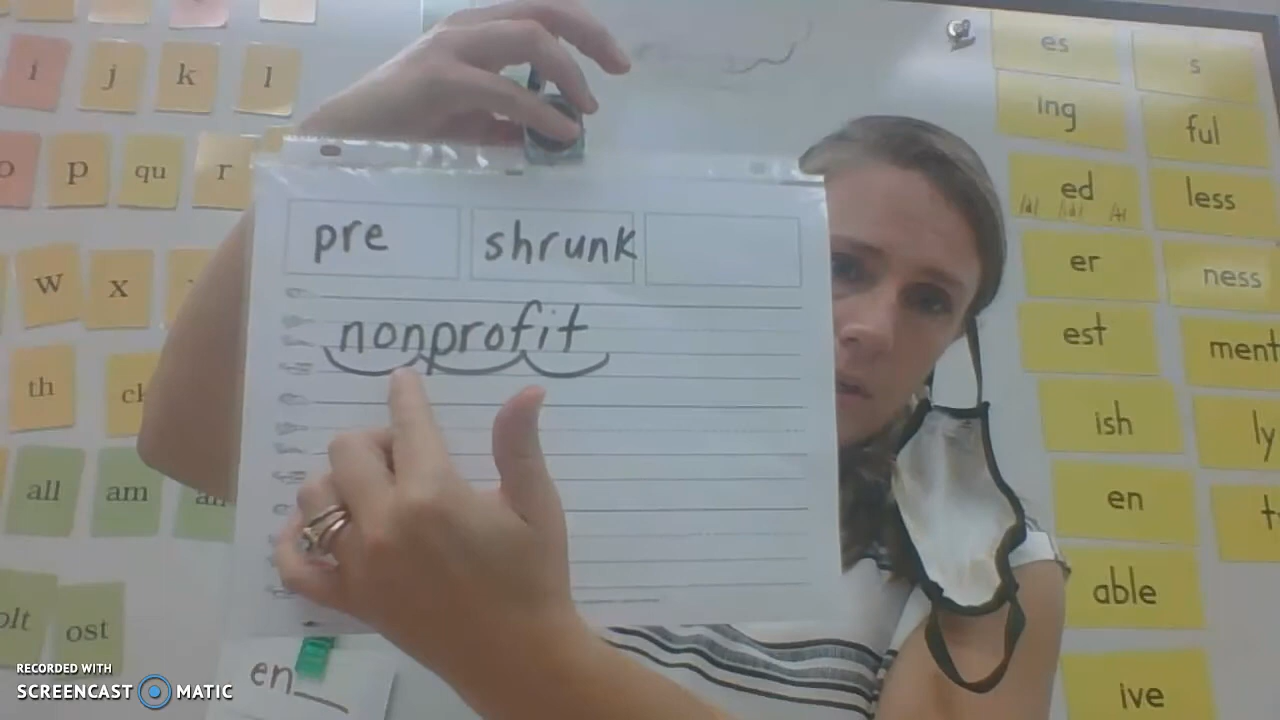 i j k l
o p qu r
w x
th
all am
ost
pre shrunk
nonprofit
en
es s
ing ful
ed less
/d/ /id/ /t/
er ness
est ment
ish ly
en
able
ive
RECORDED WITH
SCREENCAST MATIC